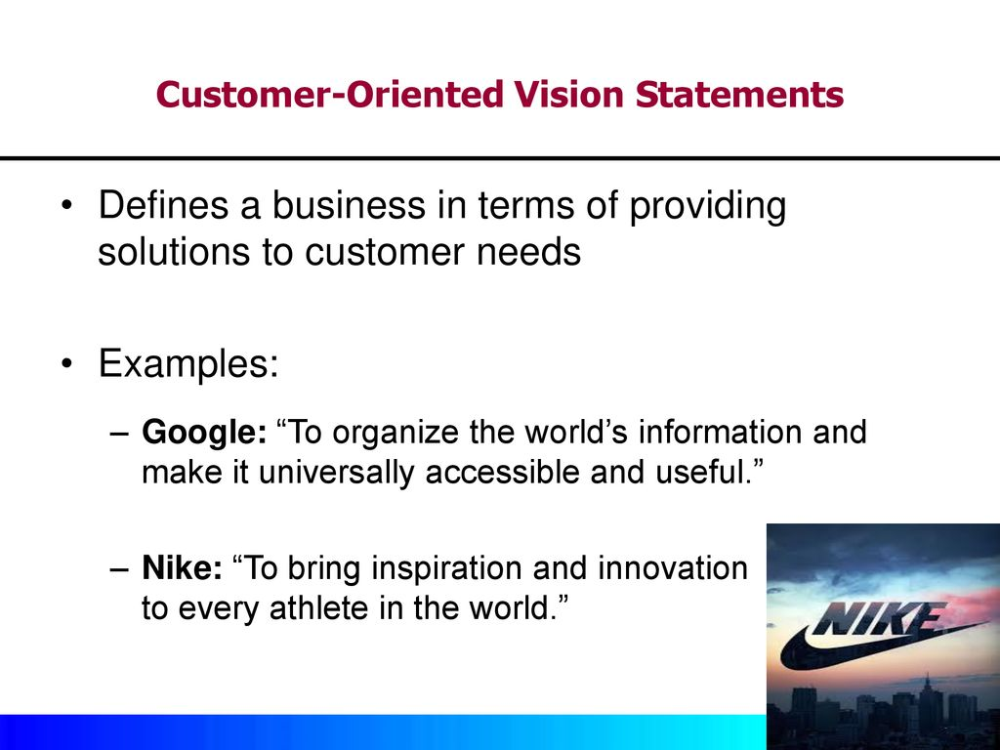 Customer-Oriented Vision Statements
• Defines a business in terms of providing
solutions to customer needs
• Examples:
– Google: “To organize the world’s information and
make it universally accessible and useful.”
– Nike: “To bring inspiration and innovation
to every athlete in the world.”
NIKE